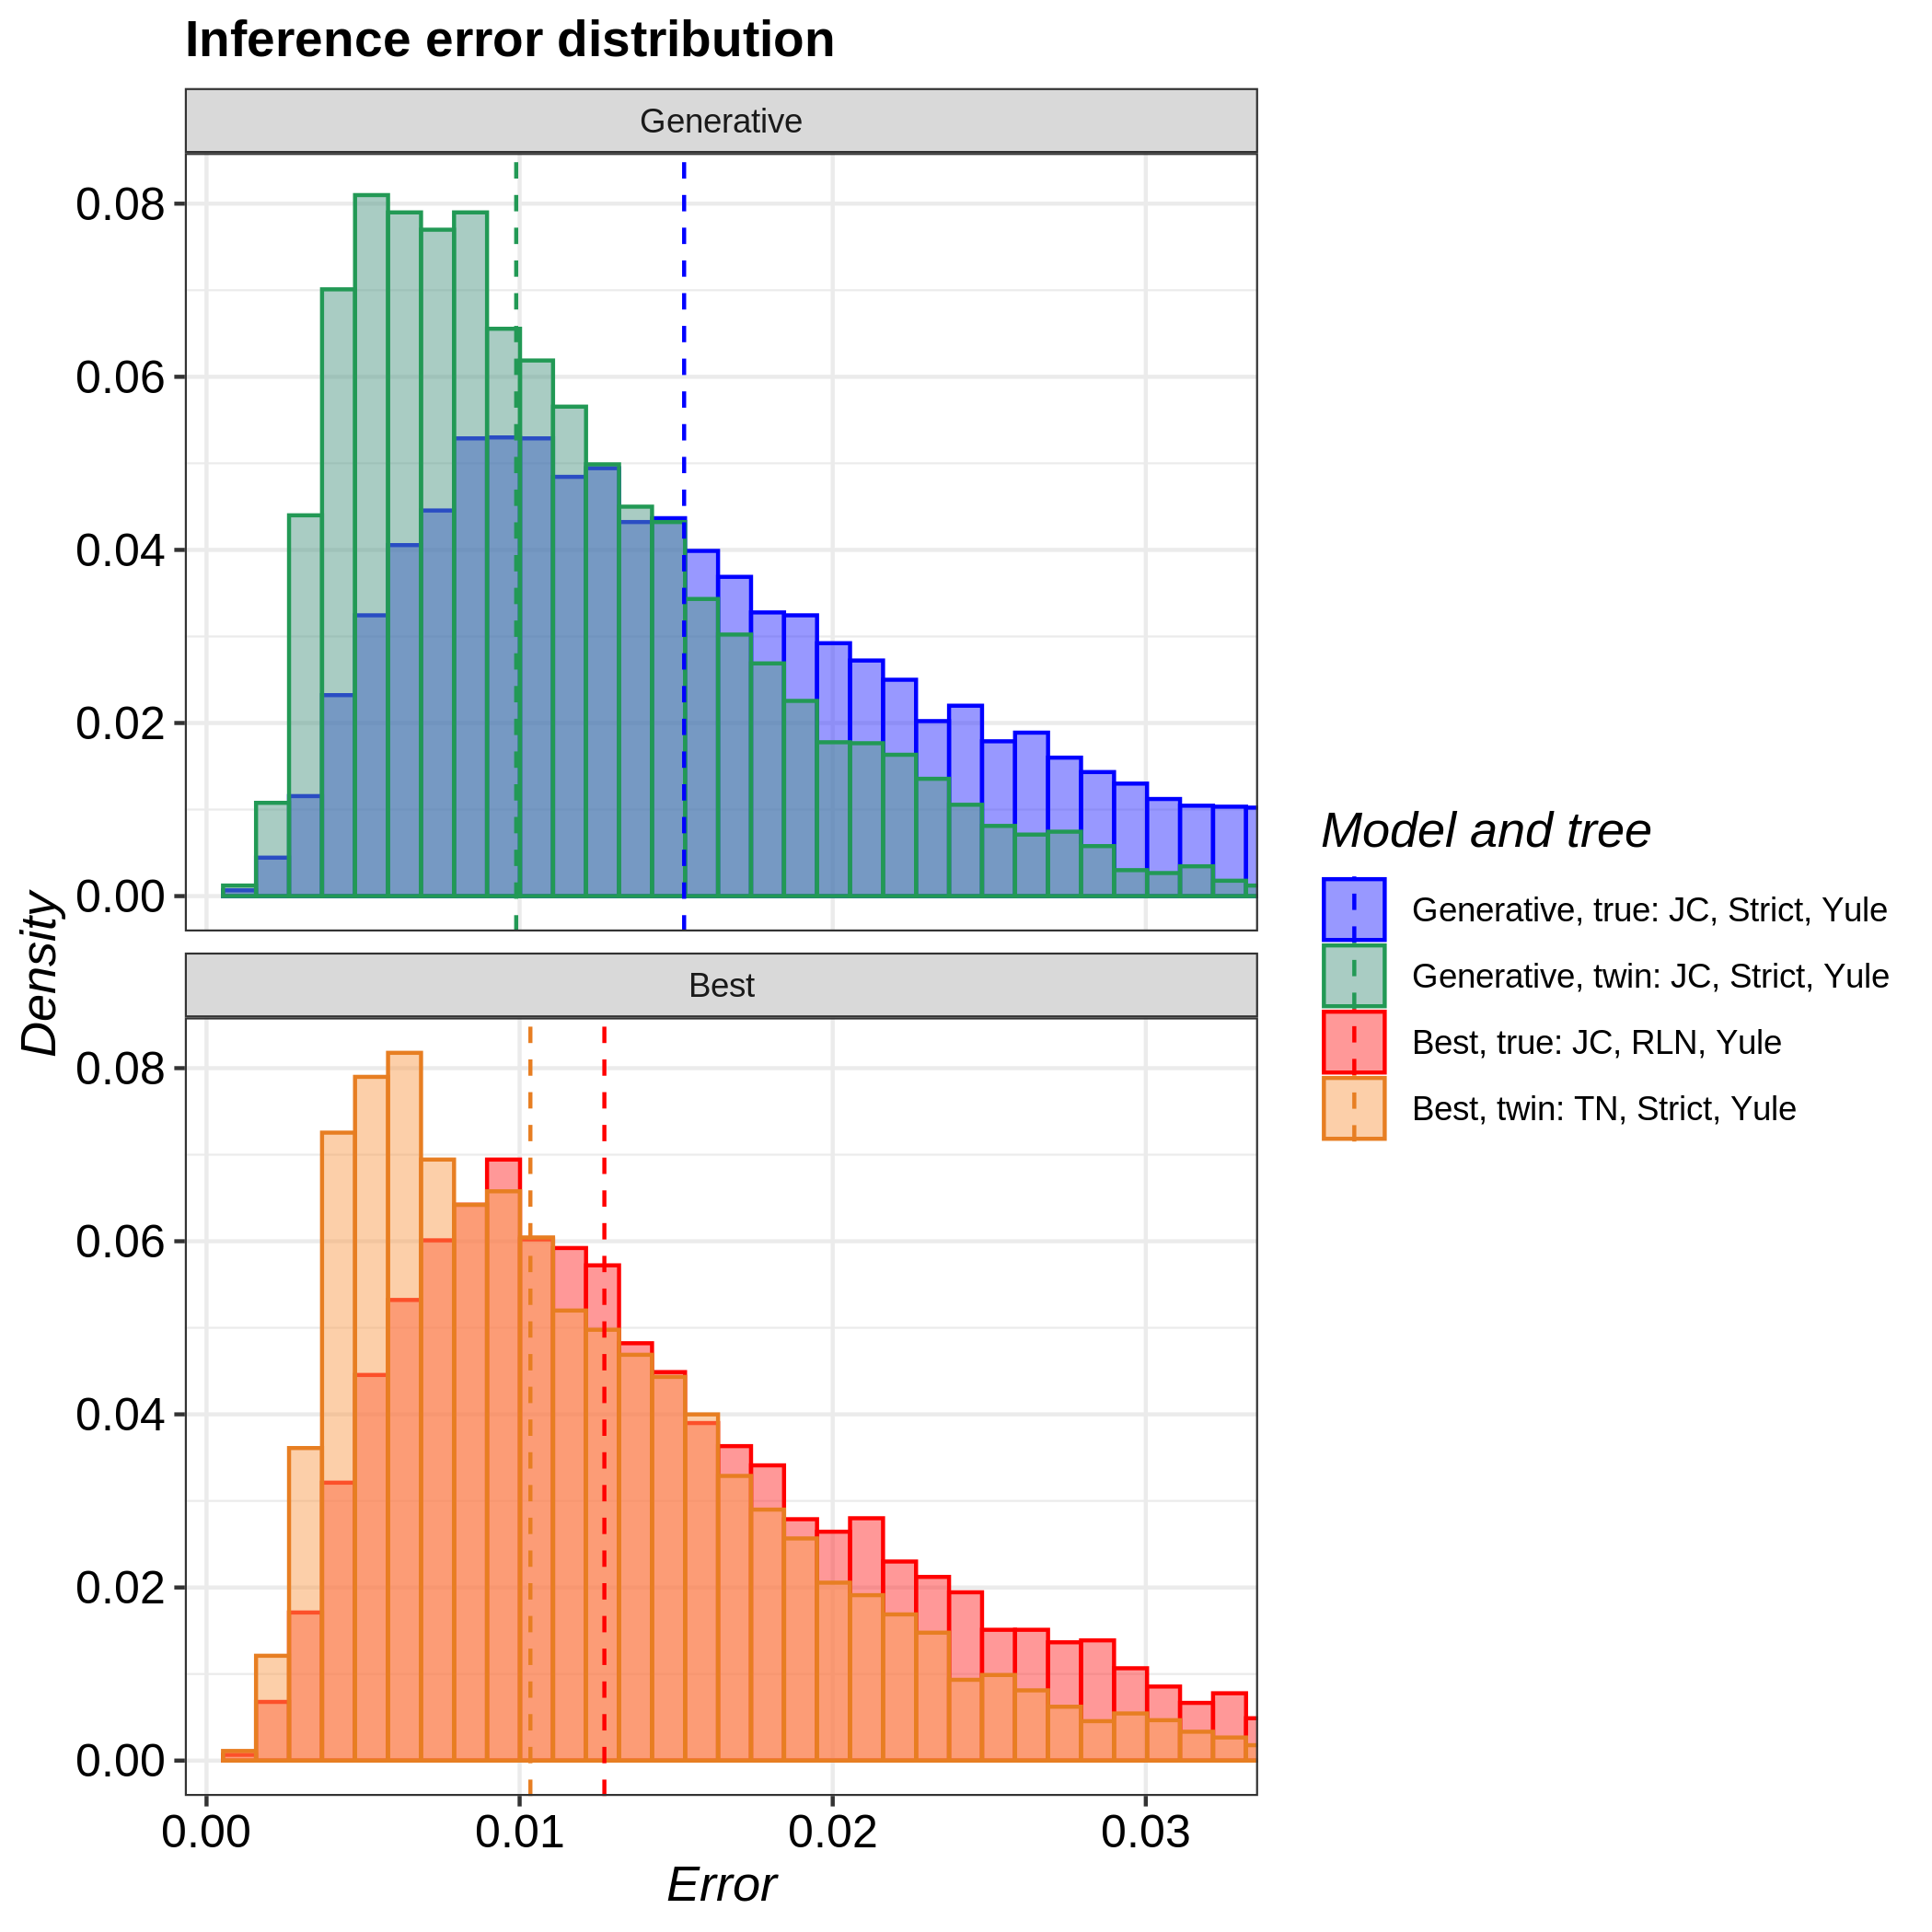 Inference error distribution
Generative
0.08
0.06
0.04
0.02
0.00
Density
Best
0.08
0.06
0.04
0.02
0.00
0.00 0.01 0.02 0.03
Error
Model and tree
Generative, true: JC, Strict, Yule
Generative, twin: JC, Strict, Yule
Best, true: JC, RLN, Yule
Best, twin: TN, Strict, Yule